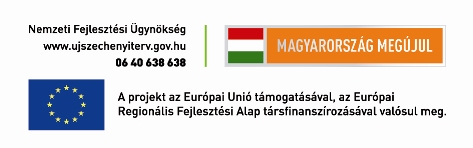 Nemzeti Fejlesztési Ügynökség
www.ujszechenyiterv.gov.hu
06 40 638 638
MAGYARORSZÁG MEGÚJUL
A projekt az Európai Unió támogatásával, az Európai
Regionális Fejlesztési Alap társfinanszírozásával valósul meg.